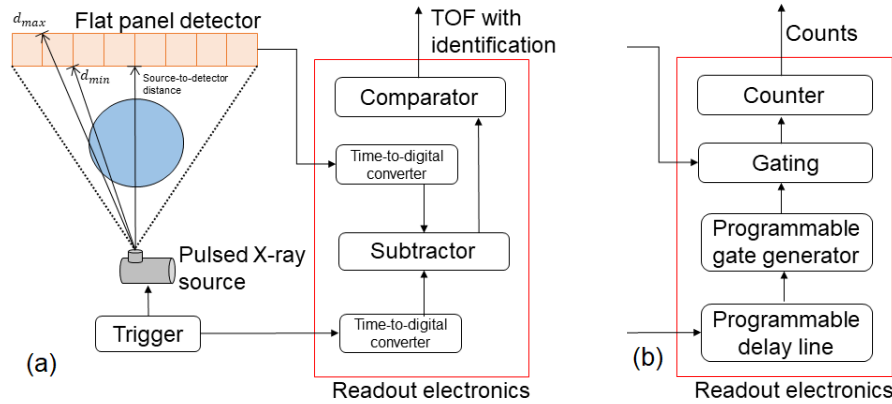 Flat panel detector
d_max
d_min
Source-to-detector
distance
Pulsed X-ray
source
Trigger
(a)
TOF with
identification
Comparator
Time-to-digital
converter
Subtractor
Time-to-digital
converter
Readout electronics
Counts
Counter
Gating
Programmable
gate generator
Programmable
delay line
(b)
Readout electronics